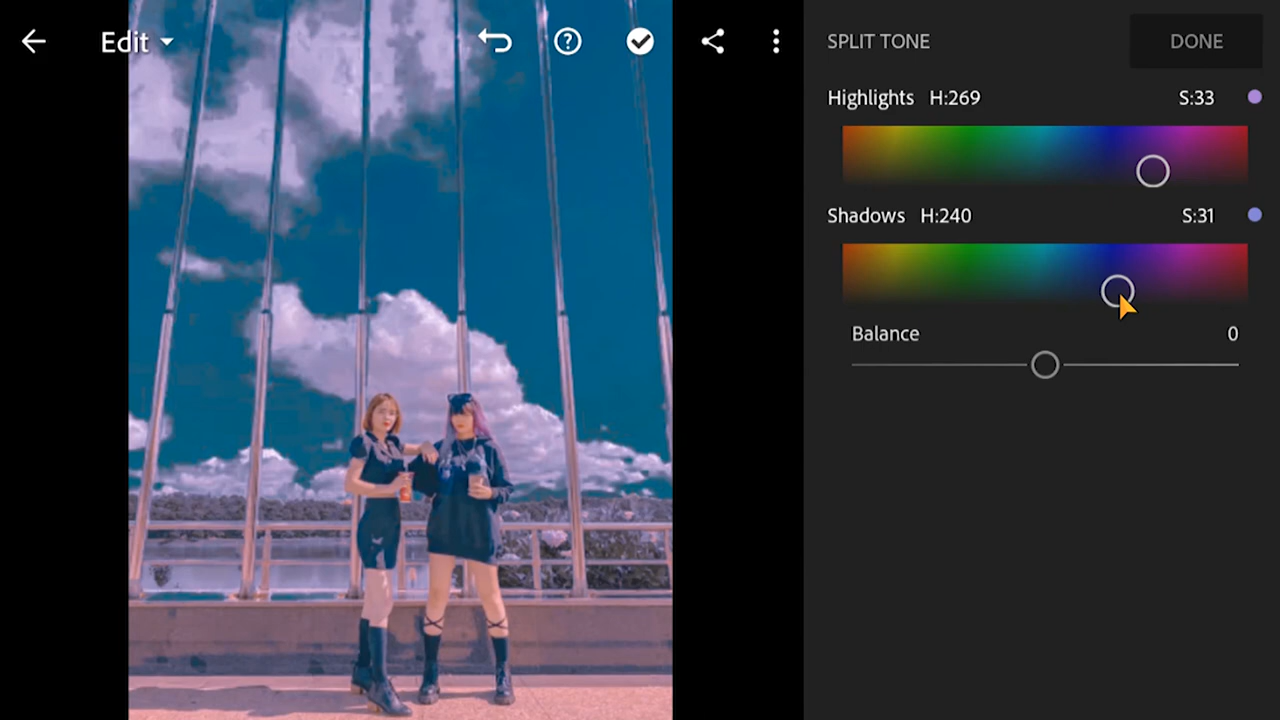 Edit
SPLIT TONE
DONE
Highlights H:269 S:33
Shadows H:240 S:31
Balance 0